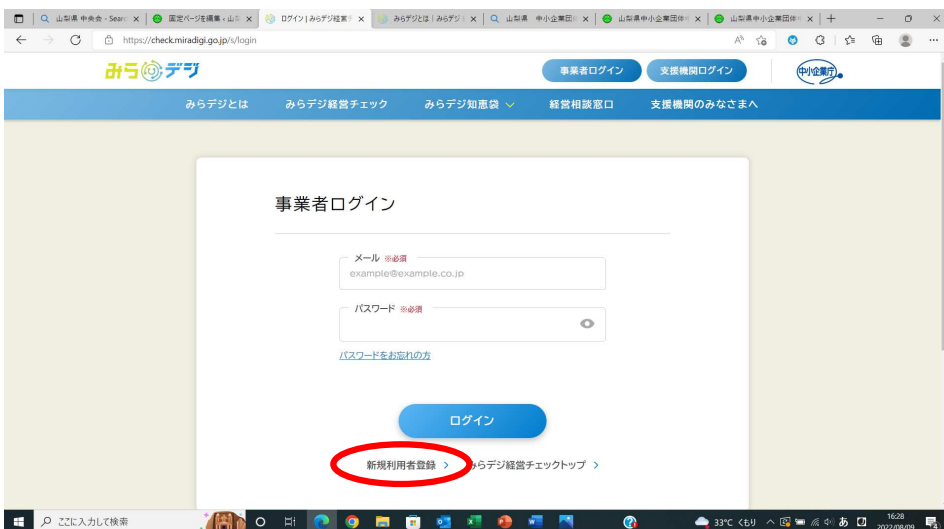 山梨県 中央会 - Sear
固定ページを編集 ‹ 山
ログイン | みらデジ経営
みらデジとは | みらデジ
山梨県 中小企業団
山梨県中小企業団体
山梨県中小企業団体
https://check.miradigi.go.jp/s/login
みらデジ
事業者ログイン
支援機関ログイン
中小企業庁
みらデジとは
みらデジ経営チェック
みらデジ知恵袋
経営相談窓口
支援機関のみなさまへ
事業者ログイン
メール ※必須
example@example.co.jp
パスワード ※必須
パスワードをお忘れの方
ログイン
新規利用者登録 >
みらデジ経営チェックトップ >
ここに入力して検索
33°C くもり
あ
16:28
2022/08/09